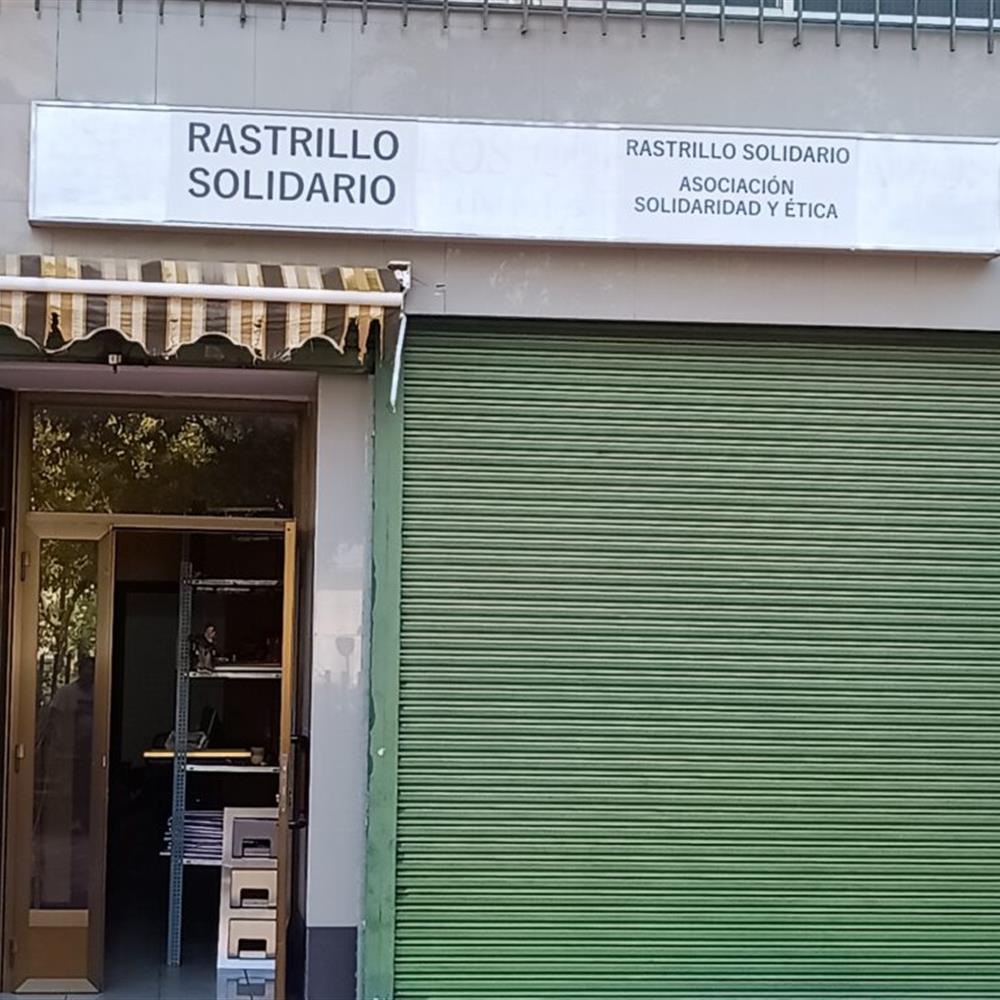 RASTRILLO
SOLIDARIO
RASTRILLO SOLIDARIO
ASOCIACIÓN
SOLIDARIDAD Y ÉTICA